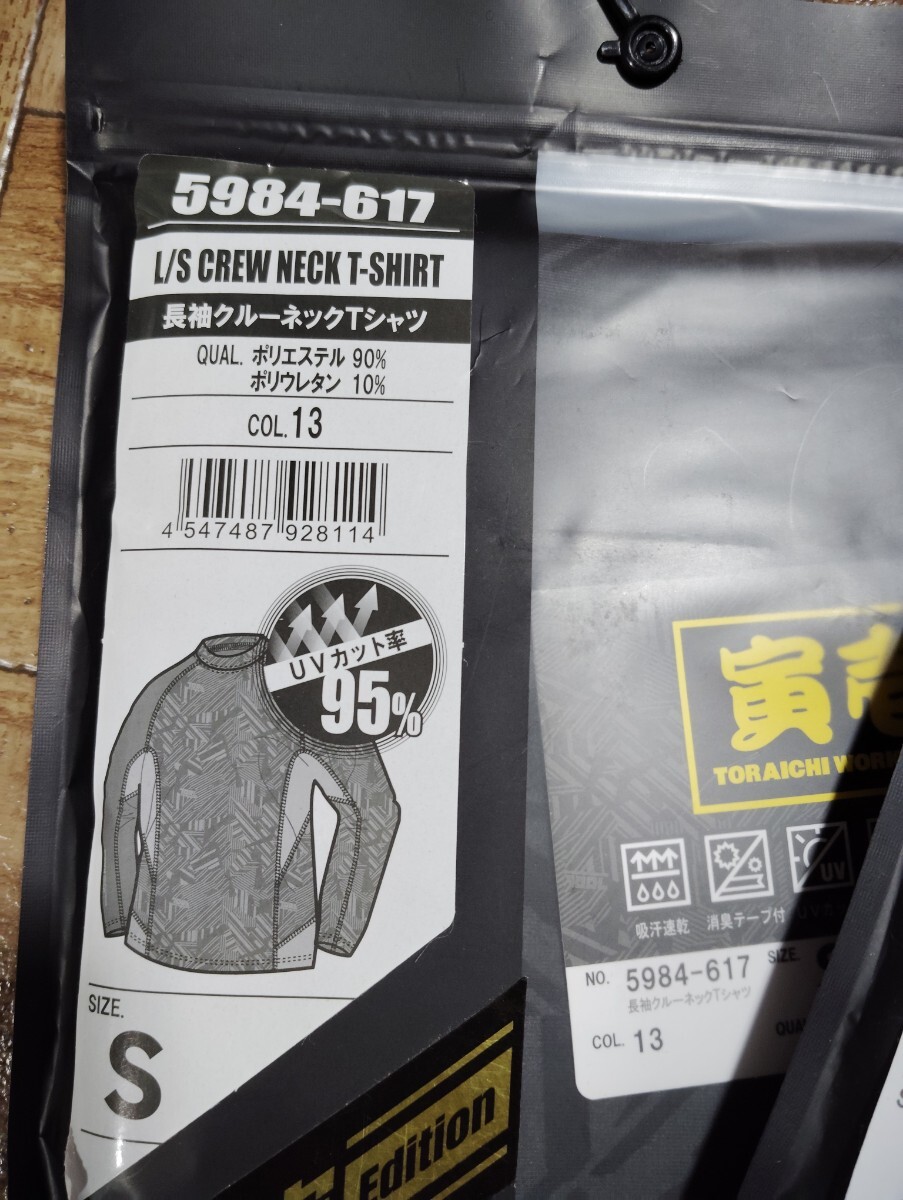 5984-617
L/S CREW NECK T-SHIRT
長袖クルーネックTシャツ
QUAL. ポリエステル 90%
ポリウレタン 10%
COL. 13
4 547487 928114
UVカット率
95%
SIZE.
S
Edition
寅壱
TORAICHI WORK
UV
吸汗速乾 消臭テープ付
NO. 5984-617 SIZE.
長袖クルーネックTシャツ
COL. 13